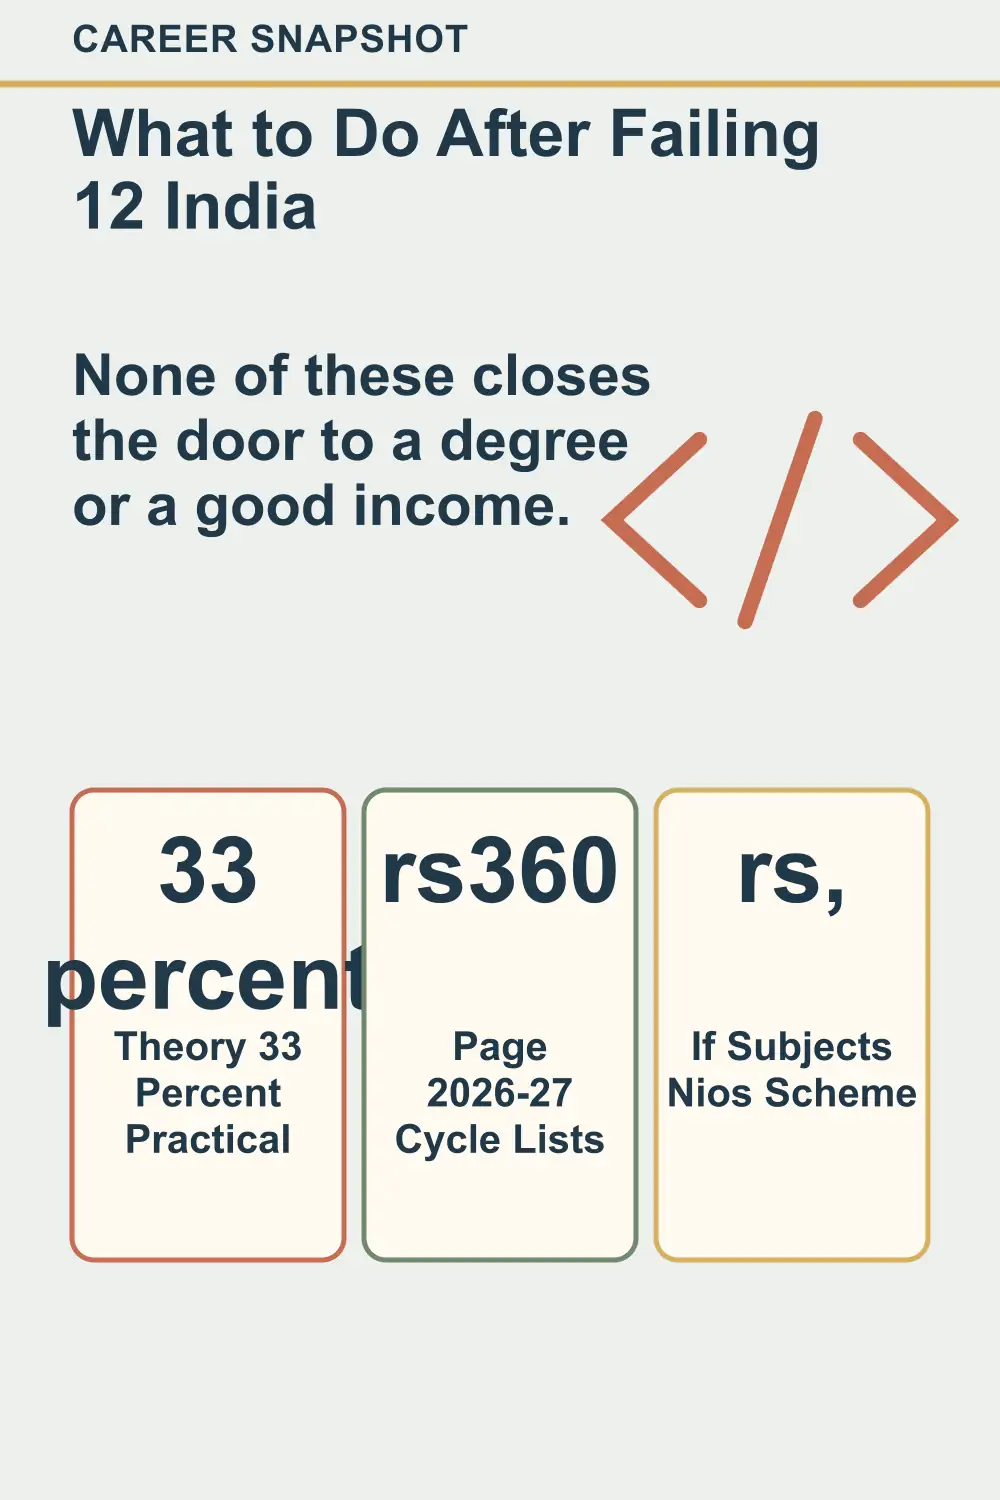 CAREER SNAPSHOT
What to Do After Failing
12 India
None of these closes
the door to a degree
or a good income.
33
percent
Theory 33
Percent
Practical
rs360
Page
2026-27
Cycle Lists
rs,
If Subjects
Nios Scheme